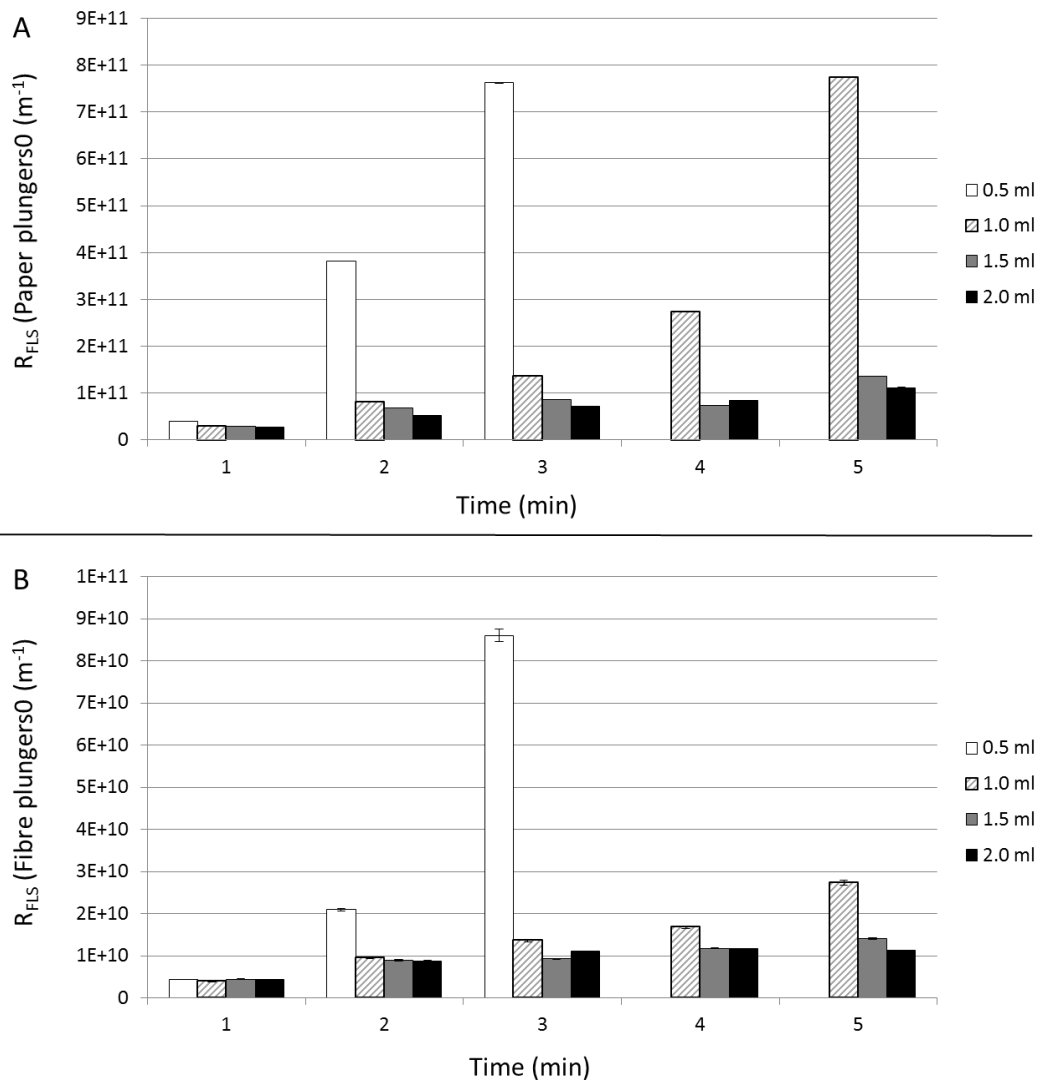 A
9E+11
8E+11
7E+11
6E+11
5E+11
4E+11
3E+11
2E+11
1E+11
0
R_FLS (Paper plungers0 (m⁻¹)
1 2 3 4 5
Time (min)
0.5 ml
1.0 ml
1.5 ml
2.0 ml
B
1E+11
9E+10
8E+10
7E+10
6E+10
5E+10
4E+10
3E+10
2E+10
1E+10
0
R_FLS (Fibre plungers0 (m⁻¹)
1 2 3 4 5
Time (min)
0.5 ml
1.0 ml
1.5 ml
2.0 ml